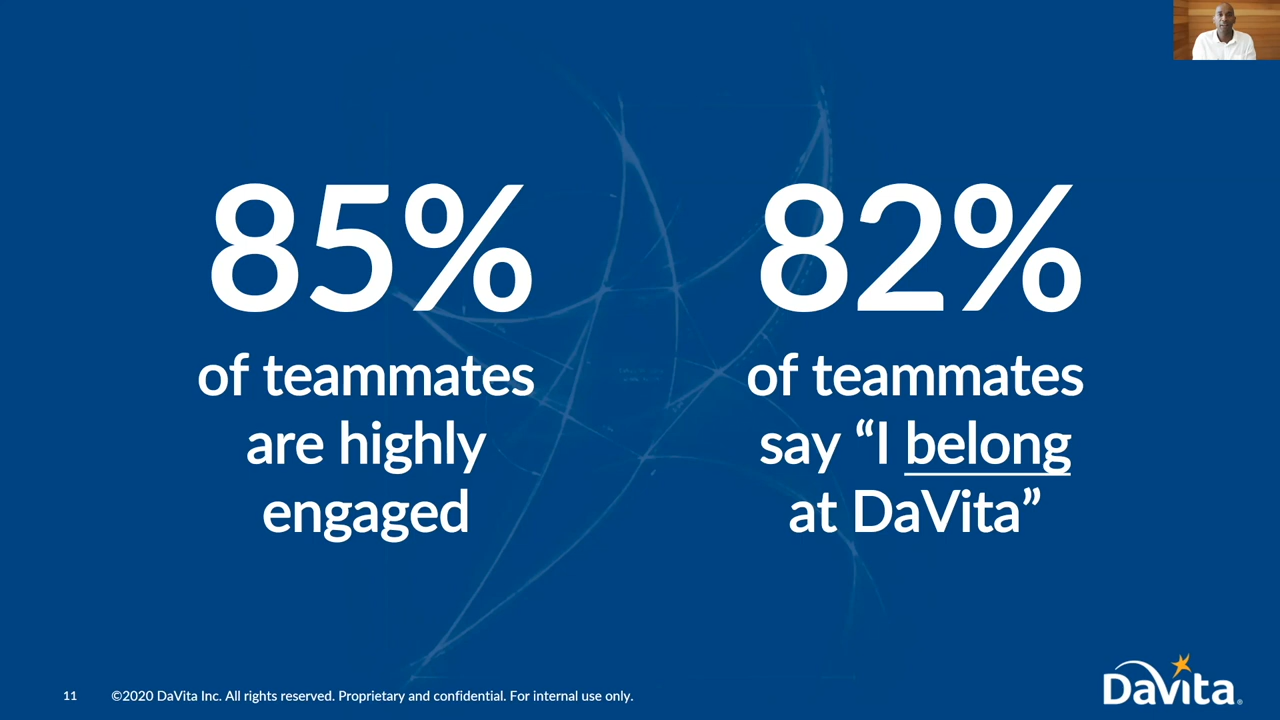 85%
of teammates
are highly
engaged
82%
of teammates
say “I belong
at DaVita”
11 ©2020 DaVita Inc. All rights reserved. Proprietary and confidential. For internal use only.
DaVita®